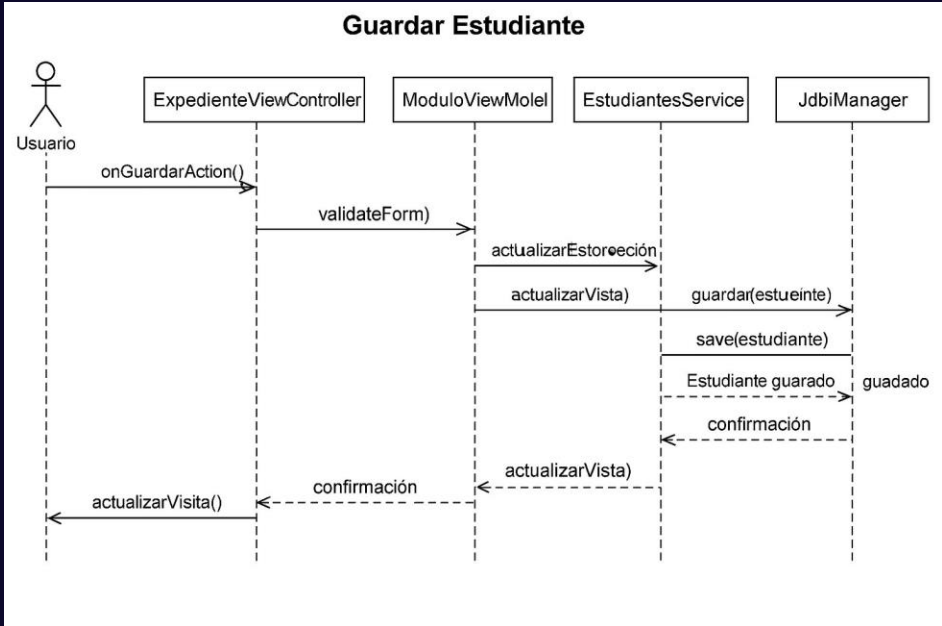 Guardar Estudiante
Usuario
ExpedienteViewController
ModuloViewMolel
EstudiantesService
JdbiManager
onGuardarAction()
validateForm)
actualizarEstoreeción
actualizarVista)
guardar(estueinte)
save(estudiante)
Estudiante guarado
guadado
confirmación
actualizarVista)
confirmación
actualizarVisita()